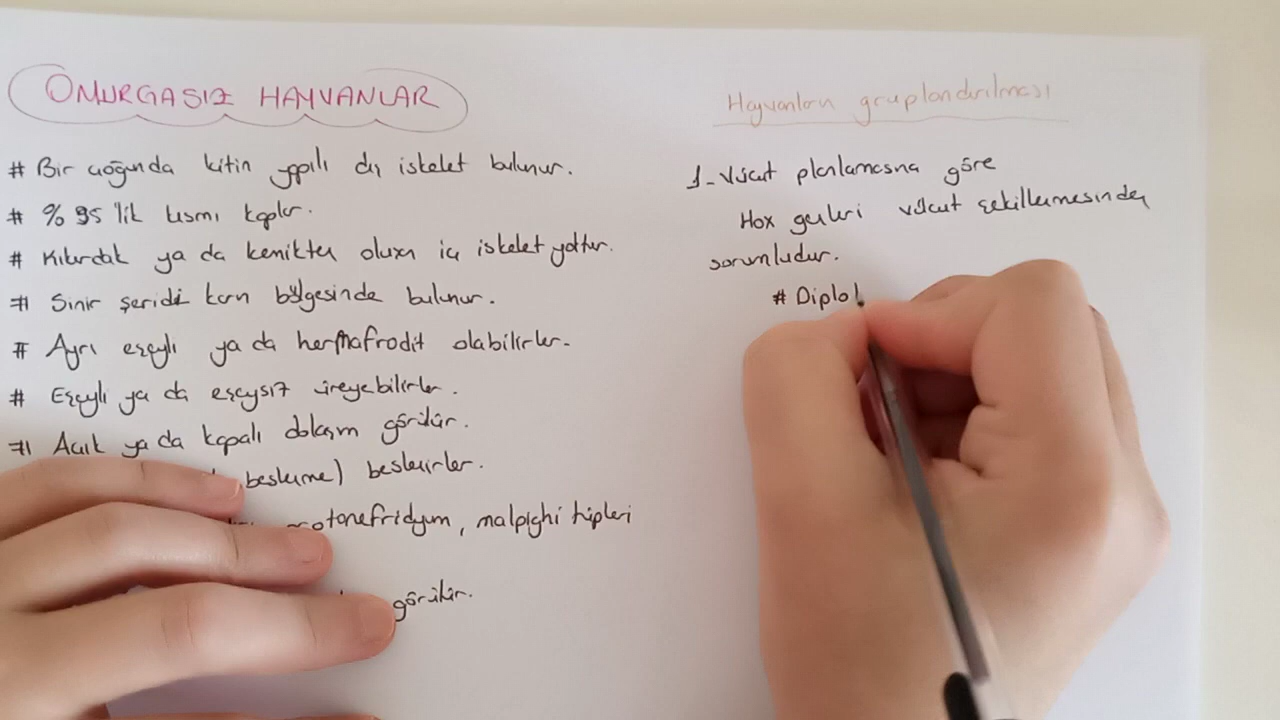 OMURGASIZ HAYVANLAR
# Bir çoğunda kitin yapılı dış iskelet bulunur.
# %95'lik kısmı kaplar.
# Kıkırdak ya da kemikten oluşan iç iskelet yoktur.
# Sinir şeridi karın bölgesinde bulunur.
# Ayrı eşeyli ya da hermafrodit olabilirler.
# Eşeyli ya da eşeysiz üreyebilirler.
# Açık ya da kapalı dolaşım görülür.
beslenme) beslenirler.
protonefridyum, malpighi tüpleri
görülür.
Hayvanların gruplandırılması
1-Vücut planlamasına göre
Hox genleri vücut şekillenmesinden
sorumludur.
# Diplo